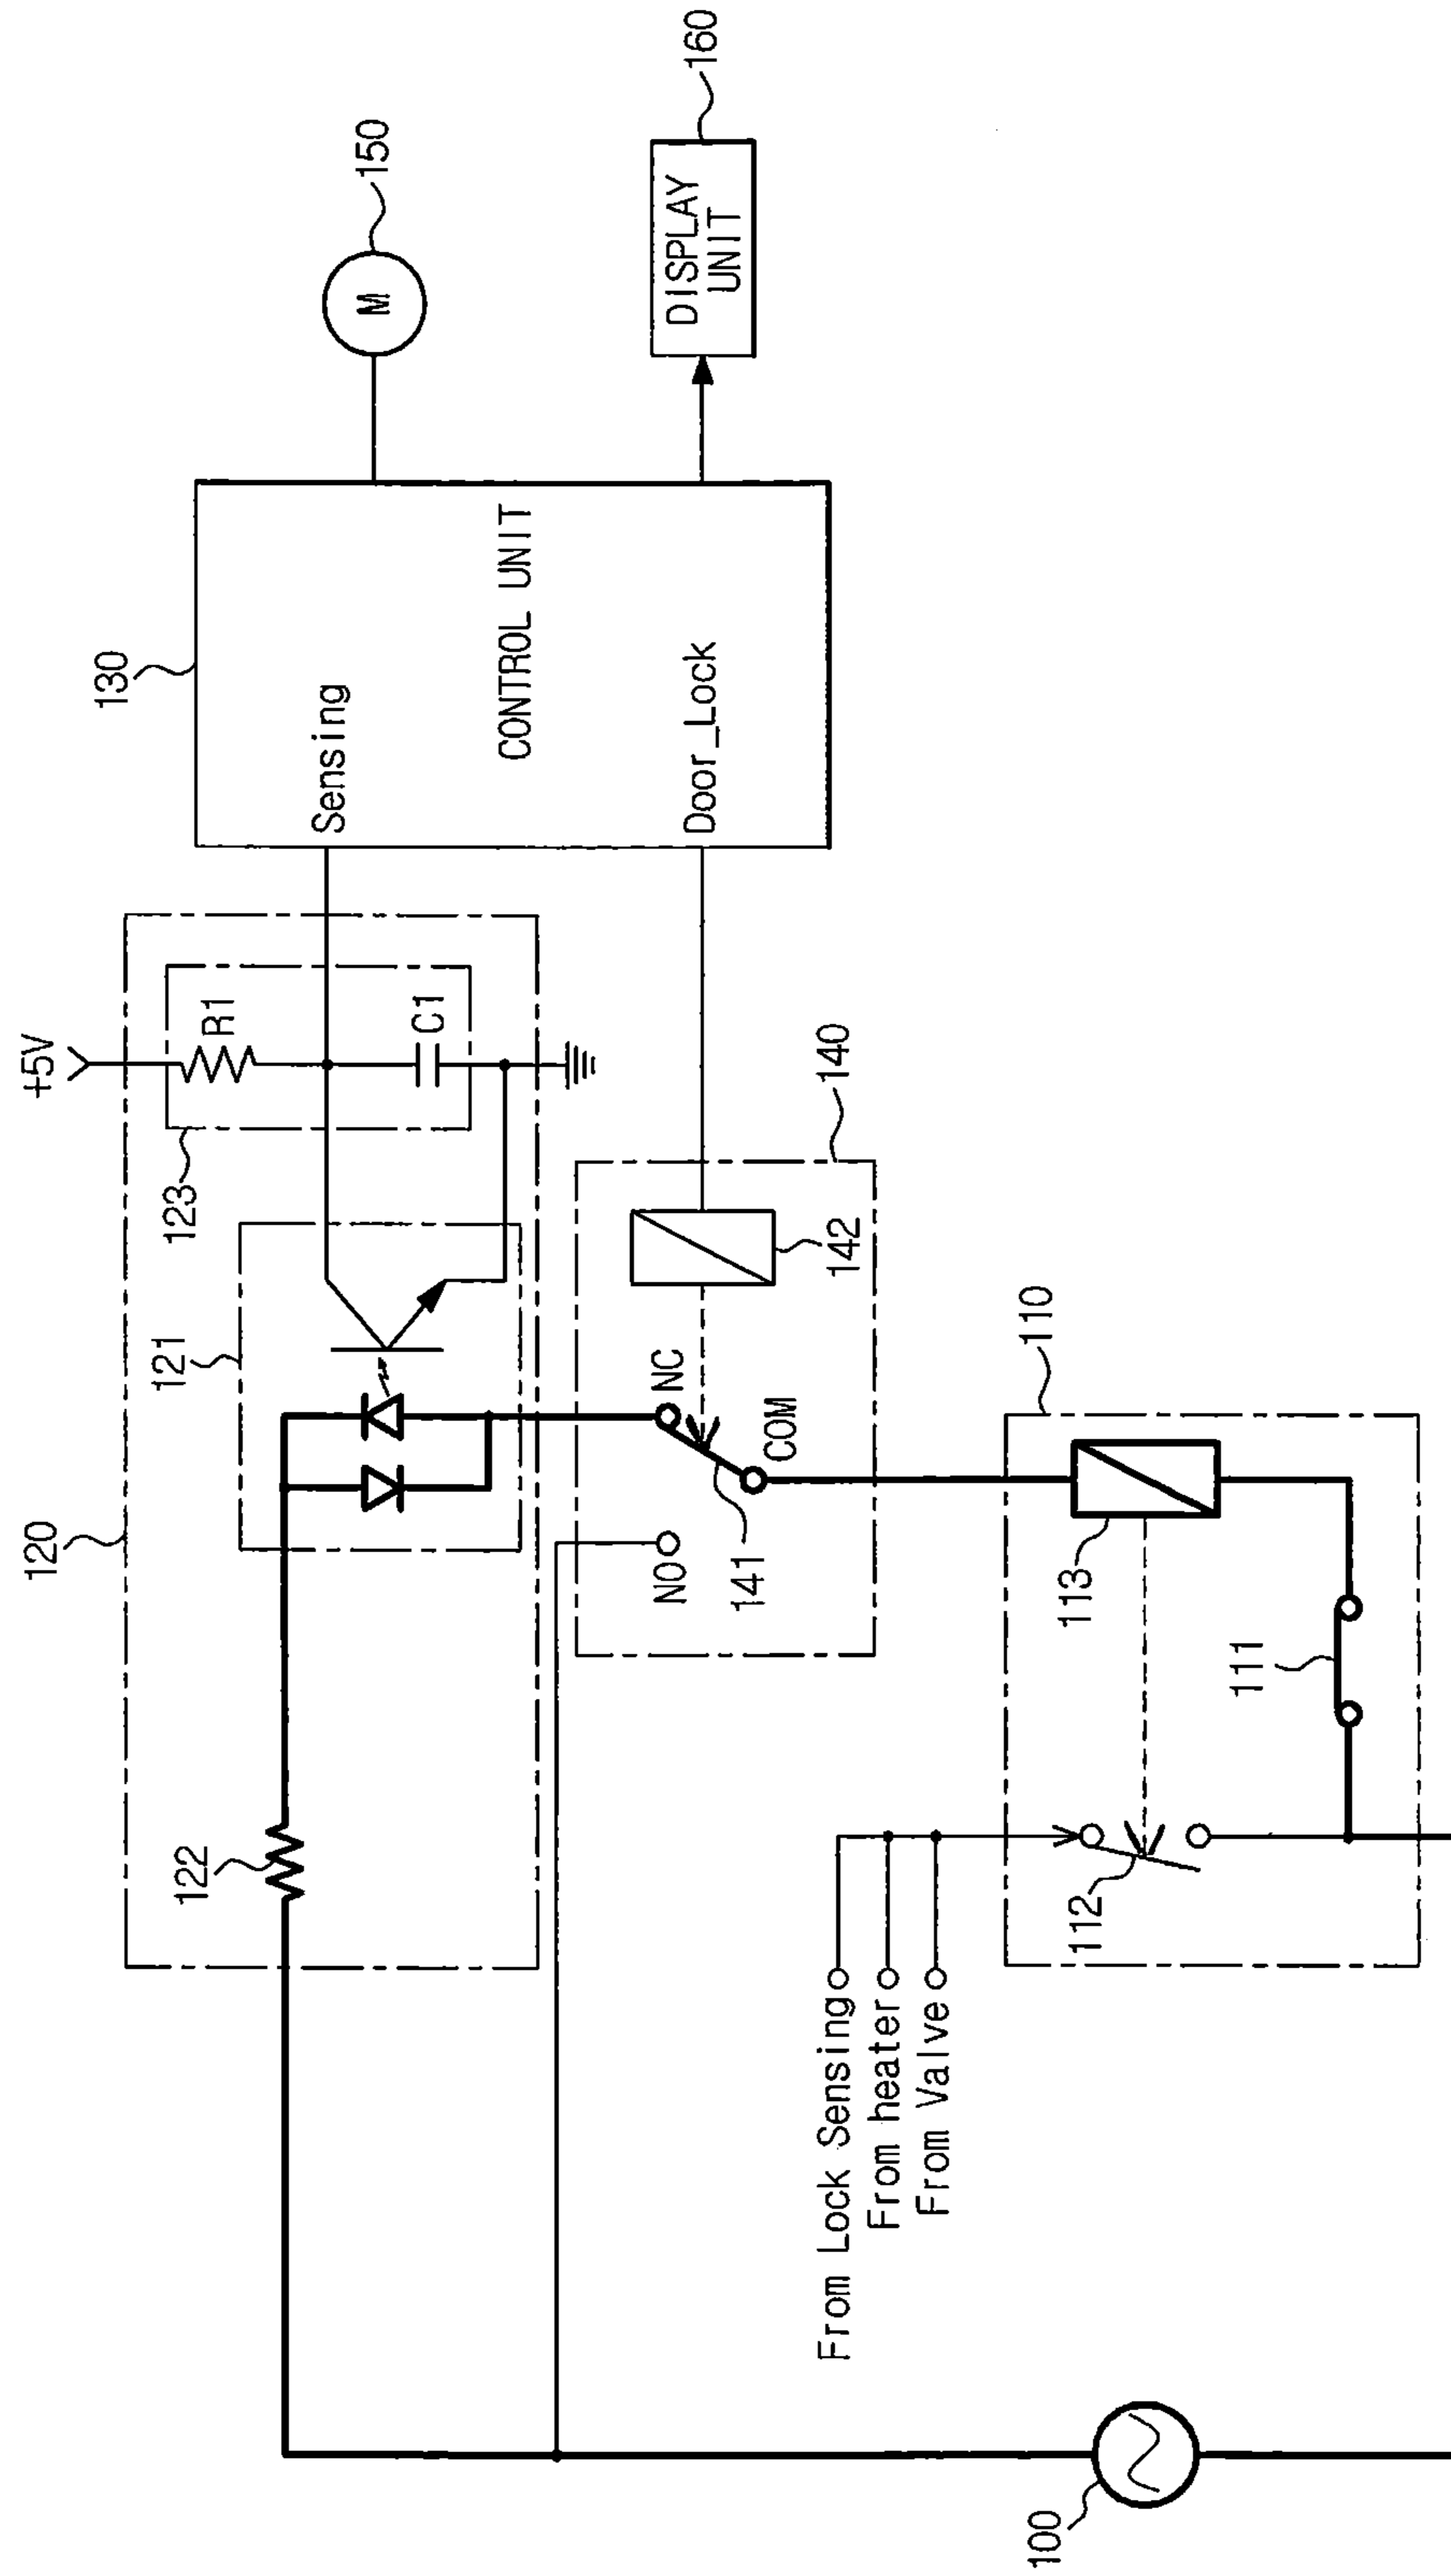 +5V
120
121
122
123
R1
C1
130
Sensing
CONTROL UNIT
Door_Lock
M
150
DISPLAY
UNIT
160
NO
NC
COM
141
142
140
From Lock Sensing
From heater
From Valve
110
111
112
113
100